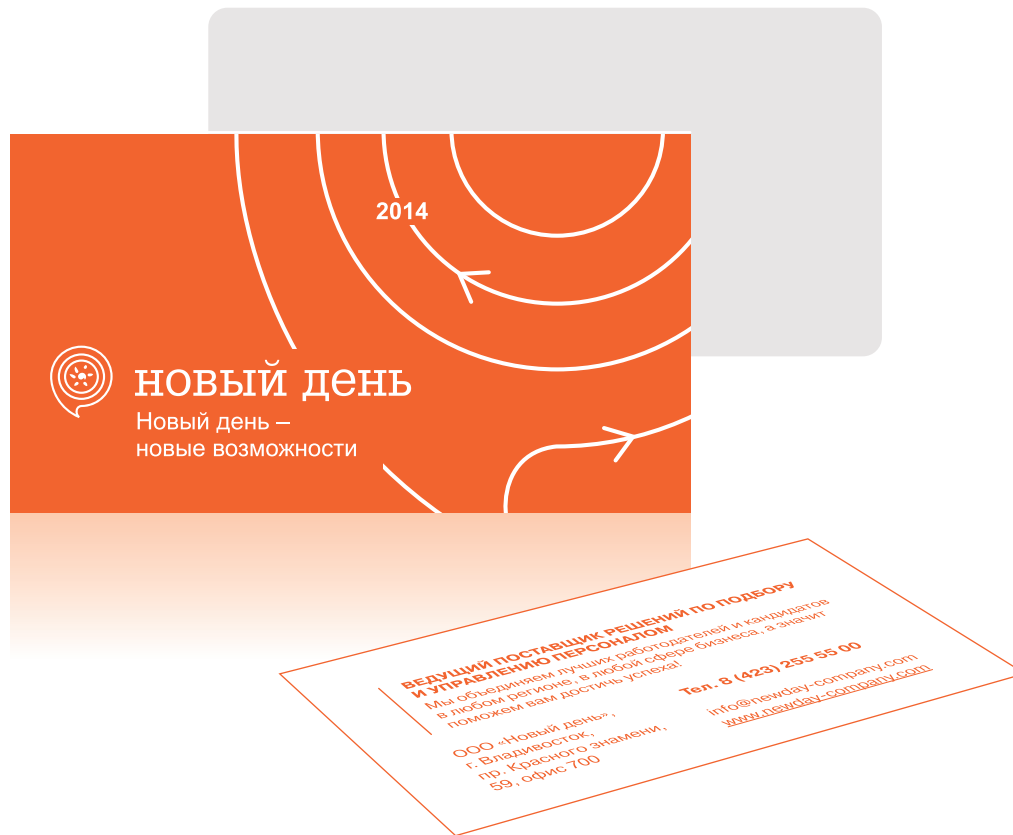 2014
новый день
Новый день –
новые возможности
ВЕДУЩИЙ ПОСТАВЩИК РЕШЕНИЙ ПО ПОДБОРУ
И УПРАВЛЕНИЮ ПЕРСОНАЛОМ
Мы объединяем лучших работодателей и кандидатов
в любом регионе, в любой сфере бизнеса, а значит
поможем вам достичь успеха!
ООО «Новый день»,
г. Владивосток,
пр. Красного знамени,
59, офис 700
Тел. 8 (423) 255 55 00
info@newday-company.com
www.newday-company.com